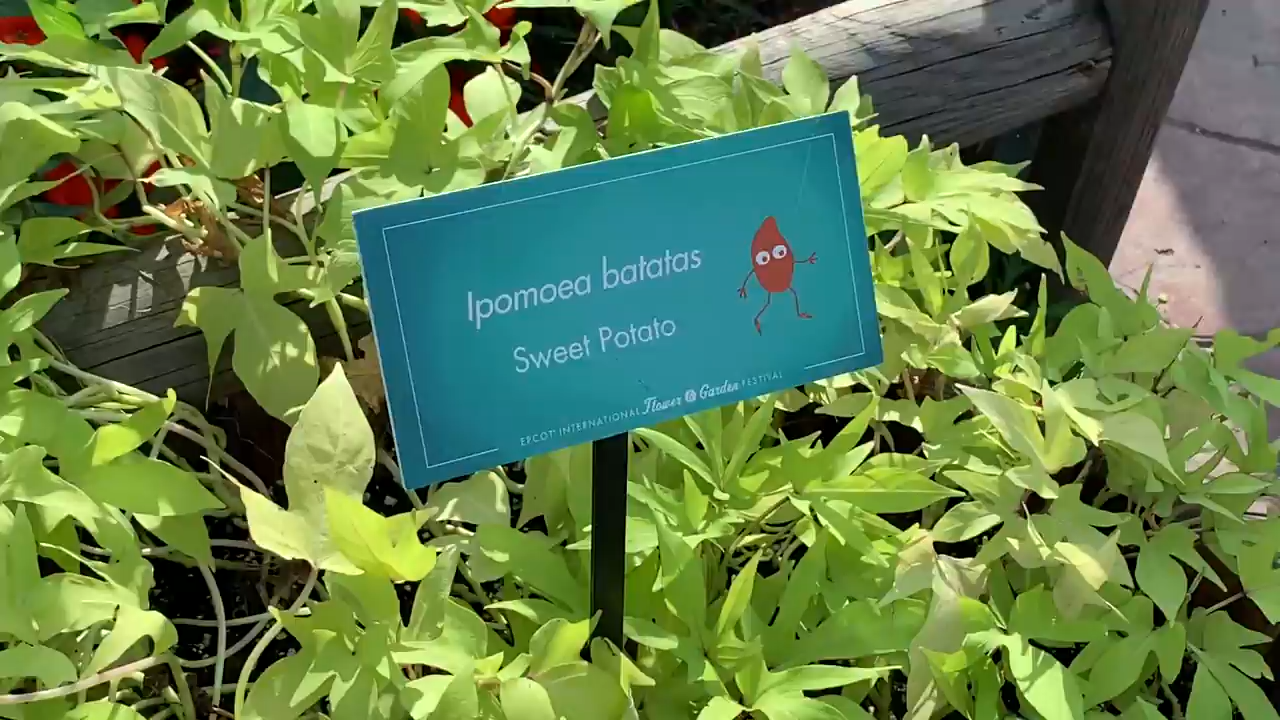 Ipomoea batatas
Sweet Potato
EPCOT INTERNATIONAL Flower & Garden FESTIVAL